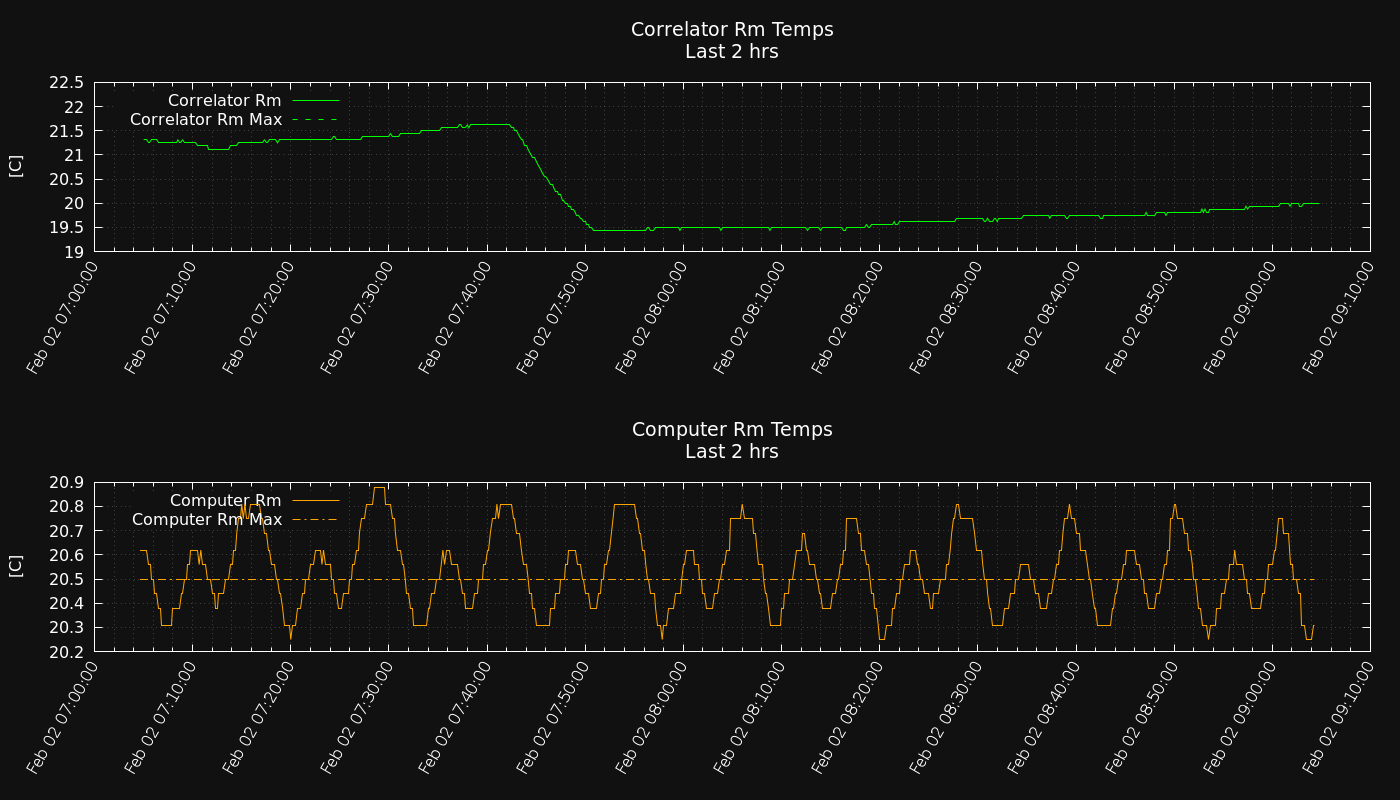 Correlator Rm Temps
Last 2 hrs
Correlator Rm
Correlator Rm Max
[C]
22.5
22
21.5
21
20.5
20
19.5
19
Feb 02 07:00:00
Feb 02 07:10:00
Feb 02 07:20:00
Feb 02 07:30:00
Feb 02 07:40:00
Feb 02 07:50:00
Feb 02 08:00:00
Feb 02 08:10:00
Feb 02 08:20:00
Feb 02 08:30:00
Feb 02 08:40:00
Feb 02 08:50:00
Feb 02 09:00:00
Feb 02 09:10:00
Computer Rm Temps
Last 2 hrs
Computer Rm
Computer Rm Max
[C]
20.9
20.8
20.7
20.6
20.5
20.4
20.3
20.2
Feb 02 07:00:00
Feb 02 07:10:00
Feb 02 07:20:00
Feb 02 07:30:00
Feb 02 07:40:00
Feb 02 07:50:00
Feb 02 08:00:00
Feb 02 08:10:00
Feb 02 08:20:00
Feb 02 08:30:00
Feb 02 08:40:00
Feb 02 08:50:00
Feb 02 09:00:00
Feb 02 09:10:00